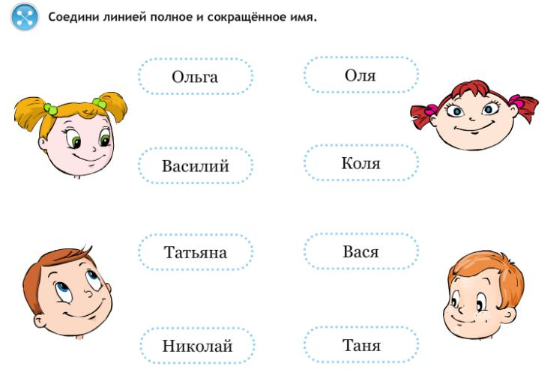 Соедини линией полное и сокращённое имя.
Ольга
Оля
Василий
Коля
Татьяна
Вася
Николай
Таня